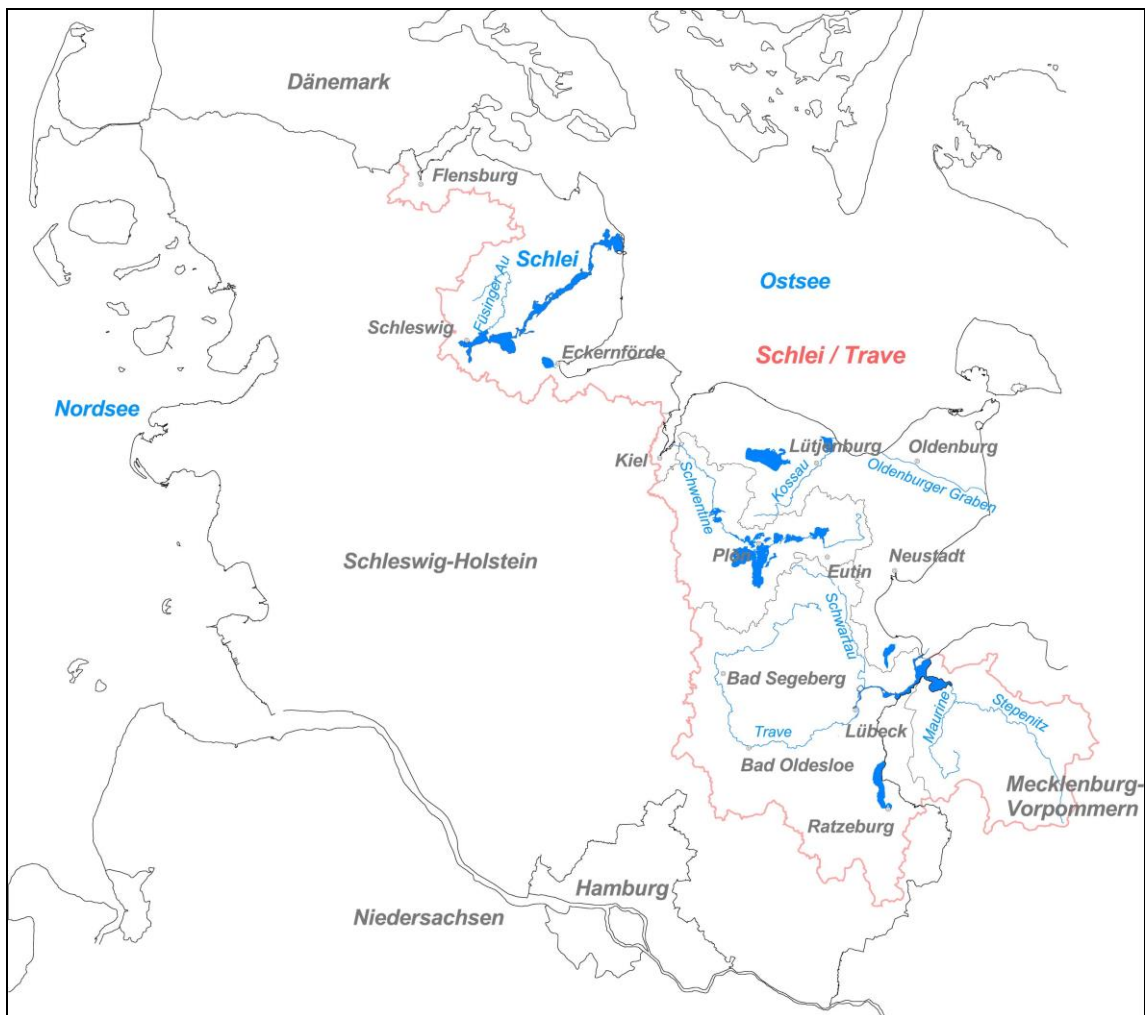 Dänemark
Flensburg
Schlei
Füsinger Au
Ostsee
Schleswig
Eckernförde
Schlei / Trave
Nordsee
Kiel
Lütjenburg
Oldenburg
Schwentine
Kossau
Oldenburger Graben
Schleswig-Holstein
Plön
Eutin
Neustadt
Schwartau
Bad Segeberg
Trave
Lübeck
Maurine
Stepenitz
Bad Oldesloe
Mecklenburg-
Vorpommern
Ratzeburg
Hamburg
Niedersachsen